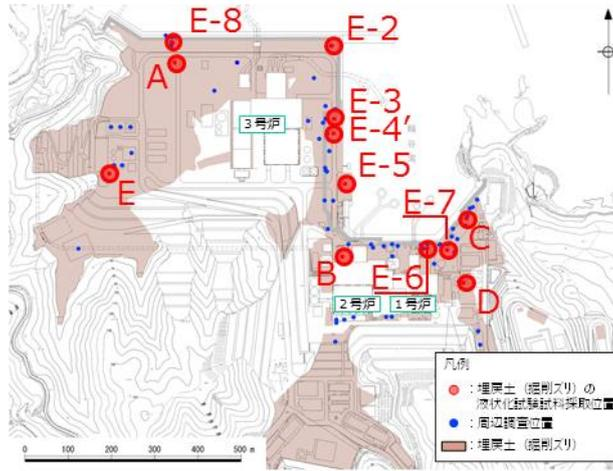 E-8
E-2
A
E-3
E-4’
3号炉
E-5
E
E-7
C
B
E-6
D
2号炉
1号炉
凡例
：埋戻土（掘削ズリ）の
液状化試験試料採取位置
：周辺調査位置
：埋戻土（掘削ズリ）
0 100 200 300 400 500 m